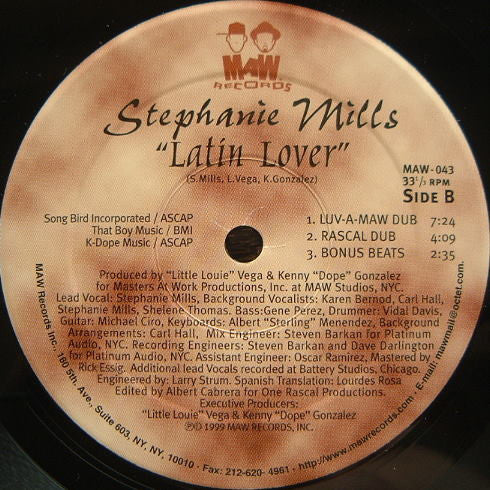 MAW
RECORDS
Stephanie Mills
"Latin Lover"
(S.Mills, L.Vega, K.Gonzalez)
MAW-043
33⅓ RPM
SIDE B
Song Bird Incorporated / ASCAP
That Boy Music / BMI
K-Dope Music / ASCAP
1. LUV-A-MAW DUB 7:24
2. RASCAL DUB 4:09
3. BONUS BEATS 2:35
Produced by "Little Louie" Vega & Kenny "Dope" Gonzalez
for Masters At Work Productions, Inc. at MAW Studios, NYC.
Lead Vocal: Stephanie Mills, Background Vocalists: Karen Bernod, Carl Hall,
Stephanie Mills, Shelene Thomas. Bass:Gene Perez, Drummer: Vidal Davis,
Guitar: Michael Ciro, Keyboards: Albert "Sterling" Menendez, Background
Arrangements: Carl Hall, Mix Engineer: Steven Barkan for Platinum
Audio, NYC. Recording Engineers: Steven Barkan and Dave Darlington
for Platinum Audio, NYC. Assistant Engineer: Oscar Ramirez, Mastered by
Rick Essig. Additional lead Vocals recorded at Battery Studios, Chicago.
Engineered by: Larry Strum. Spanish Translation: Lourdes Rosa
Edited by Albert Cabrera for One Rascal Productions.
Executive Producers:
"Little Louie" Vega & Kenny "Dope" Gonzalez
℗© 1999 MAW RECORDS, INC.
MAW Records Inc. 180 5th. Ave., Suite 603, NY, NY, 10010 · Fax: 212-620-4961 · http://www.mawrecords.com · E-mail: mawmail@octet.com.